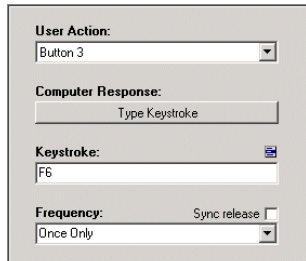 User Action:
Button 3
Computer Response:
Type Keystroke
Keystroke:
F6
Frequency: Sync release
Once Only